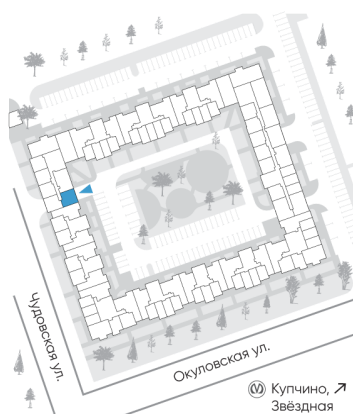 Чудовская ул.
Окуловская ул.
Купчино,
Звёздная